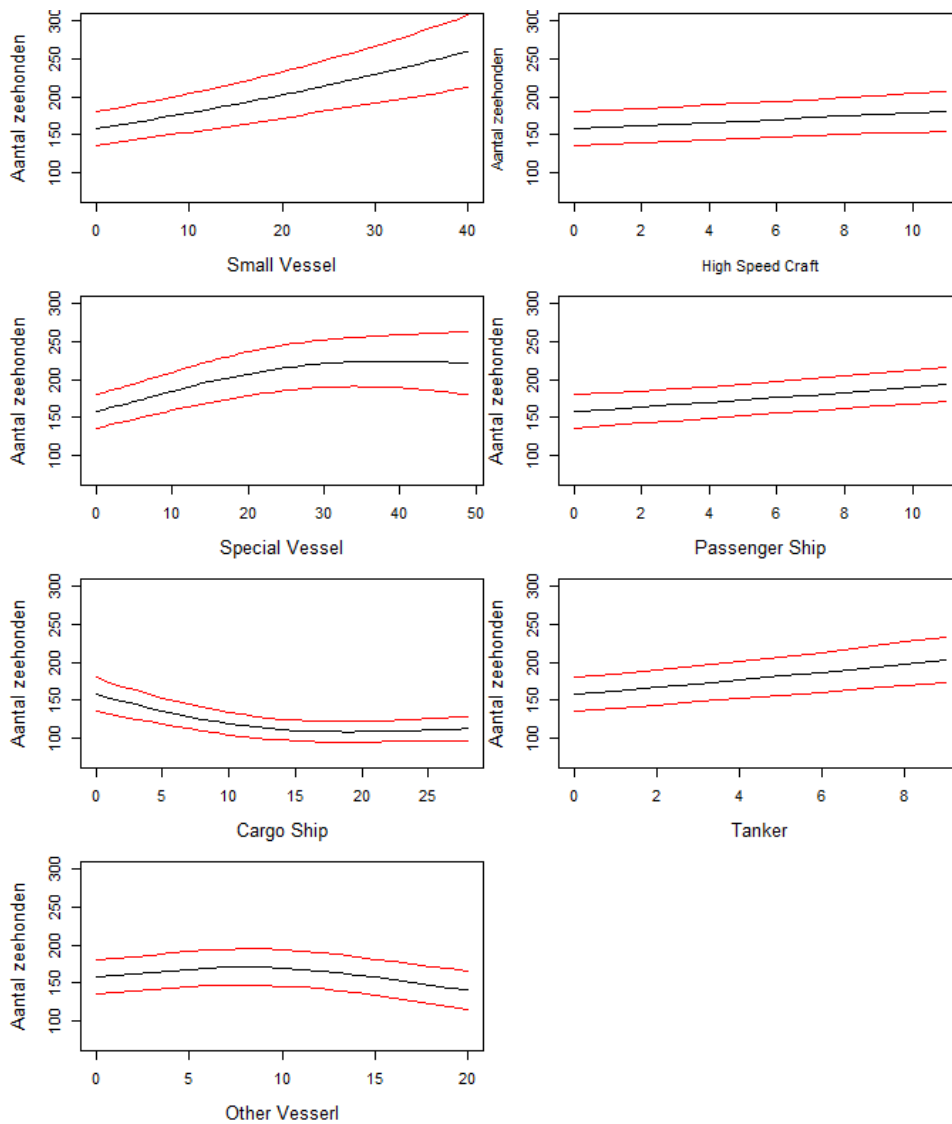 Aantal zeehonden
100 150 200 250 300
0 10 20 30 40
Small Vessel
Aantal zeehonden
100 150 200 250 300
0 2 4 6 8 10
High Speed Craft
Aantal zeehonden
100 150 200 250 300
0 10 20 30 40 50
Special Vessel
Aantal zeehonden
100 150 200 250 300
0 2 4 6 8 10
Passenger Ship
Aantal zeehonden
100 150 200 250 300
0 5 10 15 20 25
Cargo Ship
Aantal zeehonden
100 150 200 250 300
0 2 4 6 8
Tanker
Aantal zeehonden
100 150 200 250 300
0 5 10 15 20
Other Vesserl